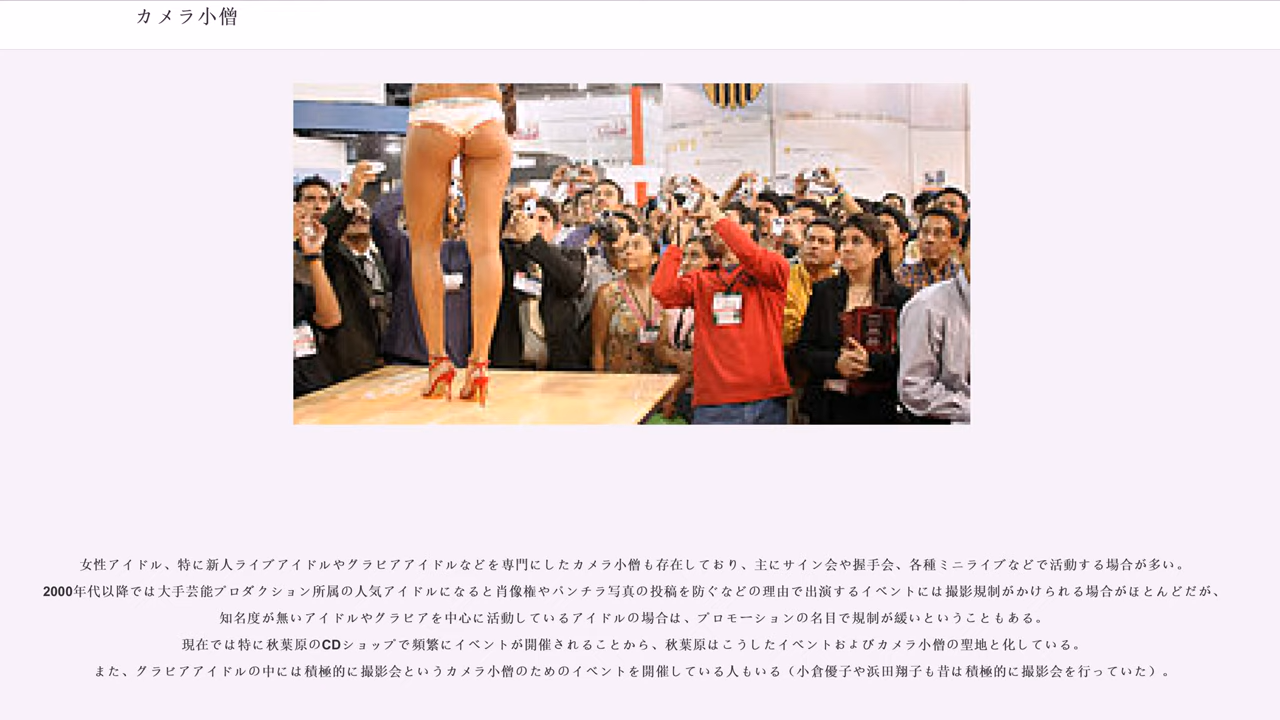 カメラ小僧
女性アイドル、特に新人ライブアイドルやグラビアアイドルなどを専門にしたカメラ小僧も存在しており、主にサイン会や握手会、各種ミニライブなどで活動する場合が多い。
2000年代以降では大手芸能プロダクション所属の人気アイドルになると肖像権やパンチラ写真の投稿を防ぐなどの理由で出演するイベントには撮影規制がかけられる場合がほとんどだが、
知名度が無いアイドルやグラビアを中心に活動しているアイドルの場合は、プロモーションの名目で規制が緩いということもある。
現在では特に秋葉原のCDショップで頻繁にイベントが開催されることから、秋葉原はこうしたイベントおよびカメラ小僧の聖地と化している。
また、グラビアアイドルの中には積極的に撮影会というカメラ小僧のためのイベントを開催している人もいる（小倉優子や浜田翔子も昔は積極的に撮影会を行っていた）。